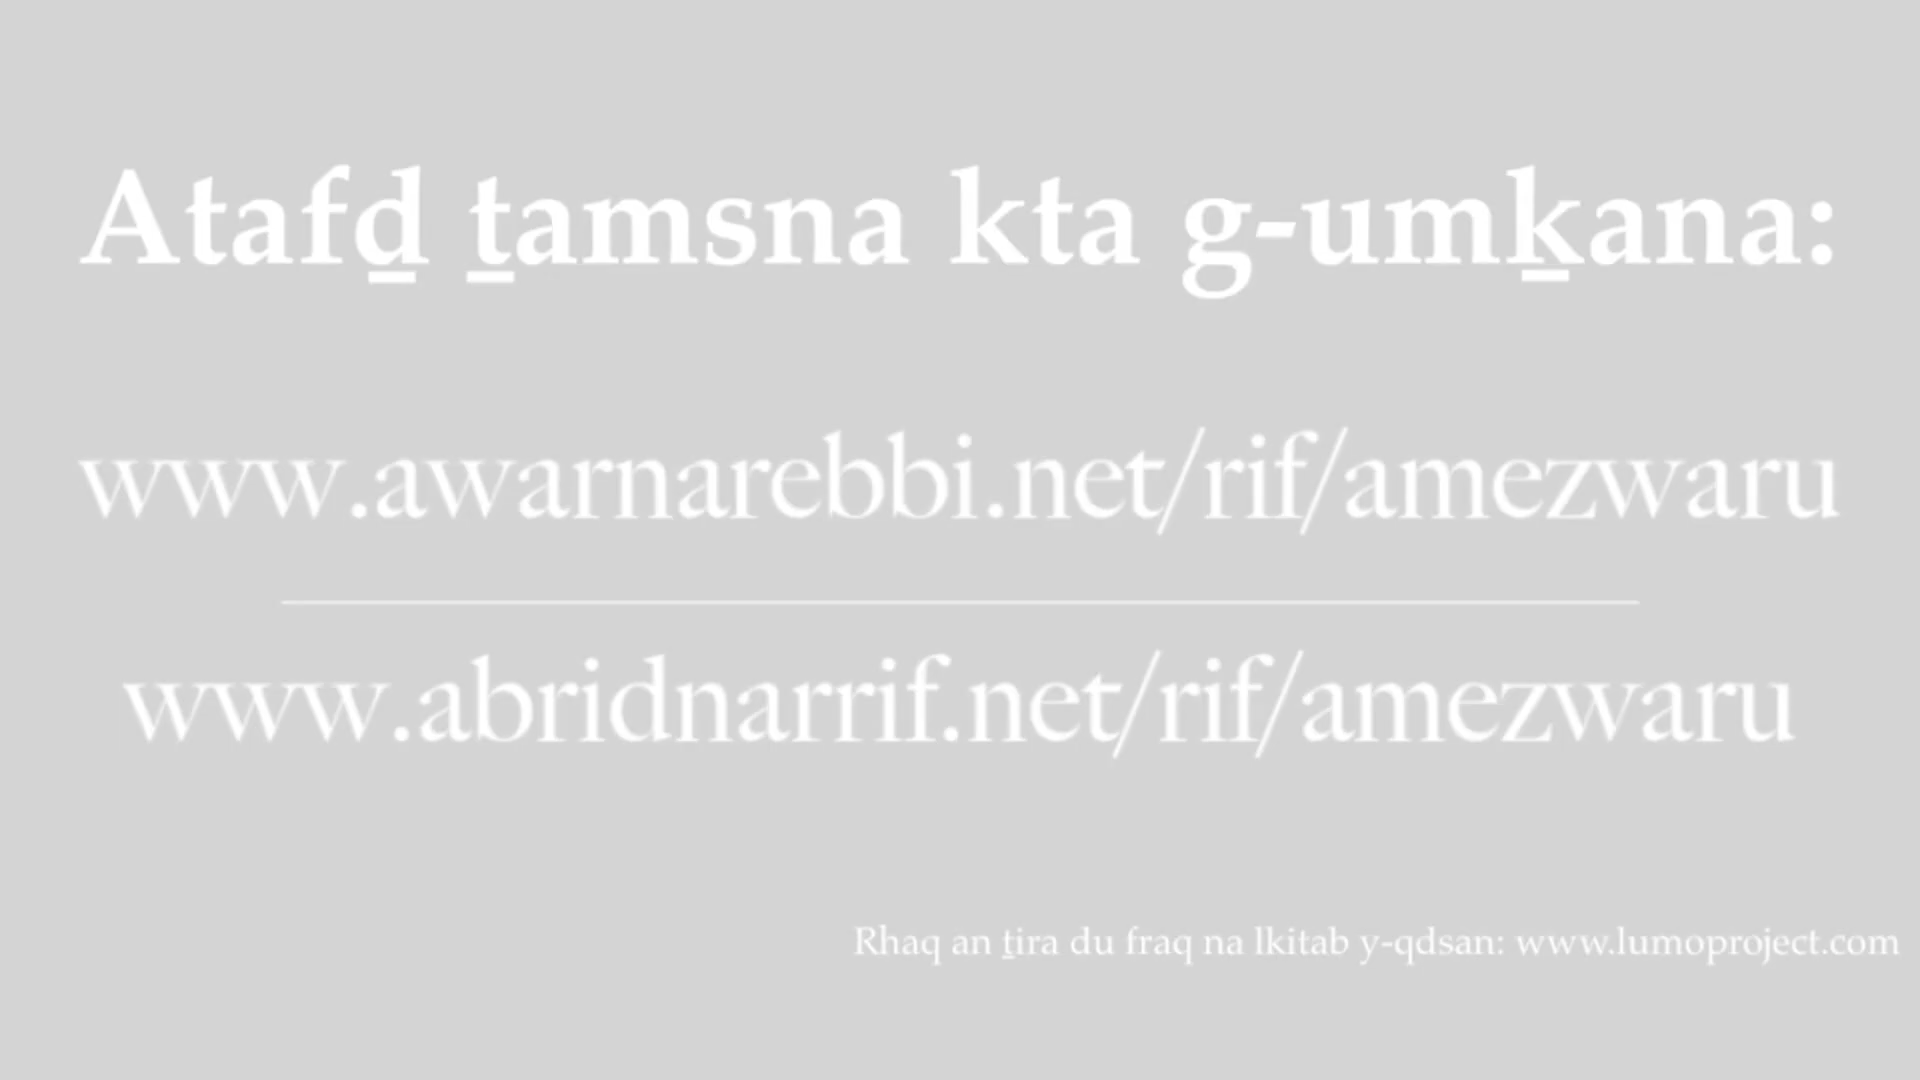 Atafḏ ṯamsna kta g-umḵana:
www.awarnarebbi.net/rif/amezwaru
www.abridnarrif.net/rif/amezwaru
Rhaq an ṯira du fraq na lkitab y-qdsan: www.lumoproject.com